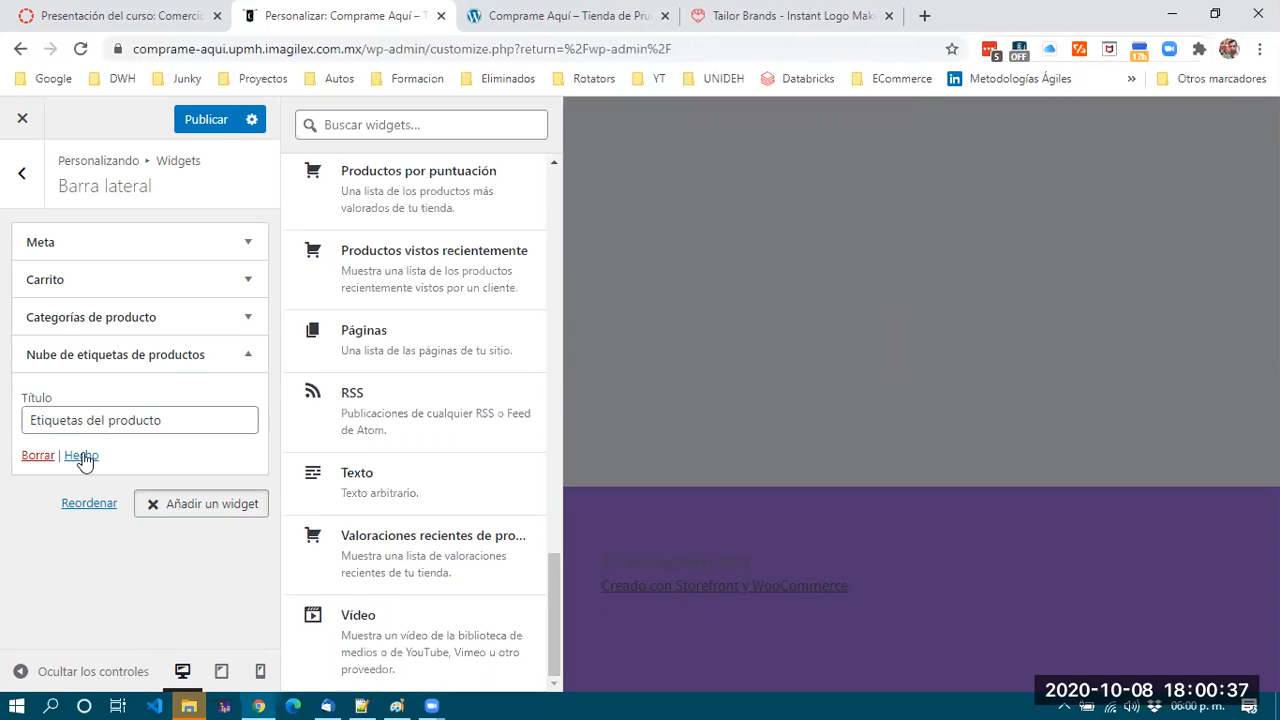 Presentación del curso: Comercio
Personalizar: Comprame Aquí – T
Comprame Aquí – Tienda de Pru
Tailor Brands - Instant Logo Mak
comprame-aqui.upmh.imagilex.com.mx/wp-admin/customize.php?return=%2Fwp-admin%2F
5
OFF
17h
Google
DWH
Junky
Proyectos
Autos
Formacion
Eliminados
Rotators
YT
UNIDEH
Databricks
ECommerce
Metodologías Ágiles
»
Otros marcadores
Publicar
Personalizando ▸ Widgets
Barra lateral
Meta
Carrito
Categorías de producto
Nube de etiquetas de productos
Título
Etiquetas del producto
Borrar | Hecho
Reordenar
Añadir un widget
Ocultar los controles
Buscar widgets...
Productos por puntuación
Una lista de los productos más
valorados de tu tienda.
Productos vistos recientemente
Muestra una lista de los productos
recientemente vistos por un cliente.
Páginas
Una lista de las páginas de tu sitio.
RSS
Publicaciones de cualquier RSS o Feed
de Atom.
Texto
Texto arbitrario.
Valoraciones recientes de pro...
Muestra una lista de valoraciones
recientes de tu tienda.
Vídeo
Muestra un vídeo de la biblioteca de
medios o de YouTube, Vimeo u otro
proveedor.
Creado con Storefront y WooCommerce
2020-10-08 18:00:37
06:00 p. m.